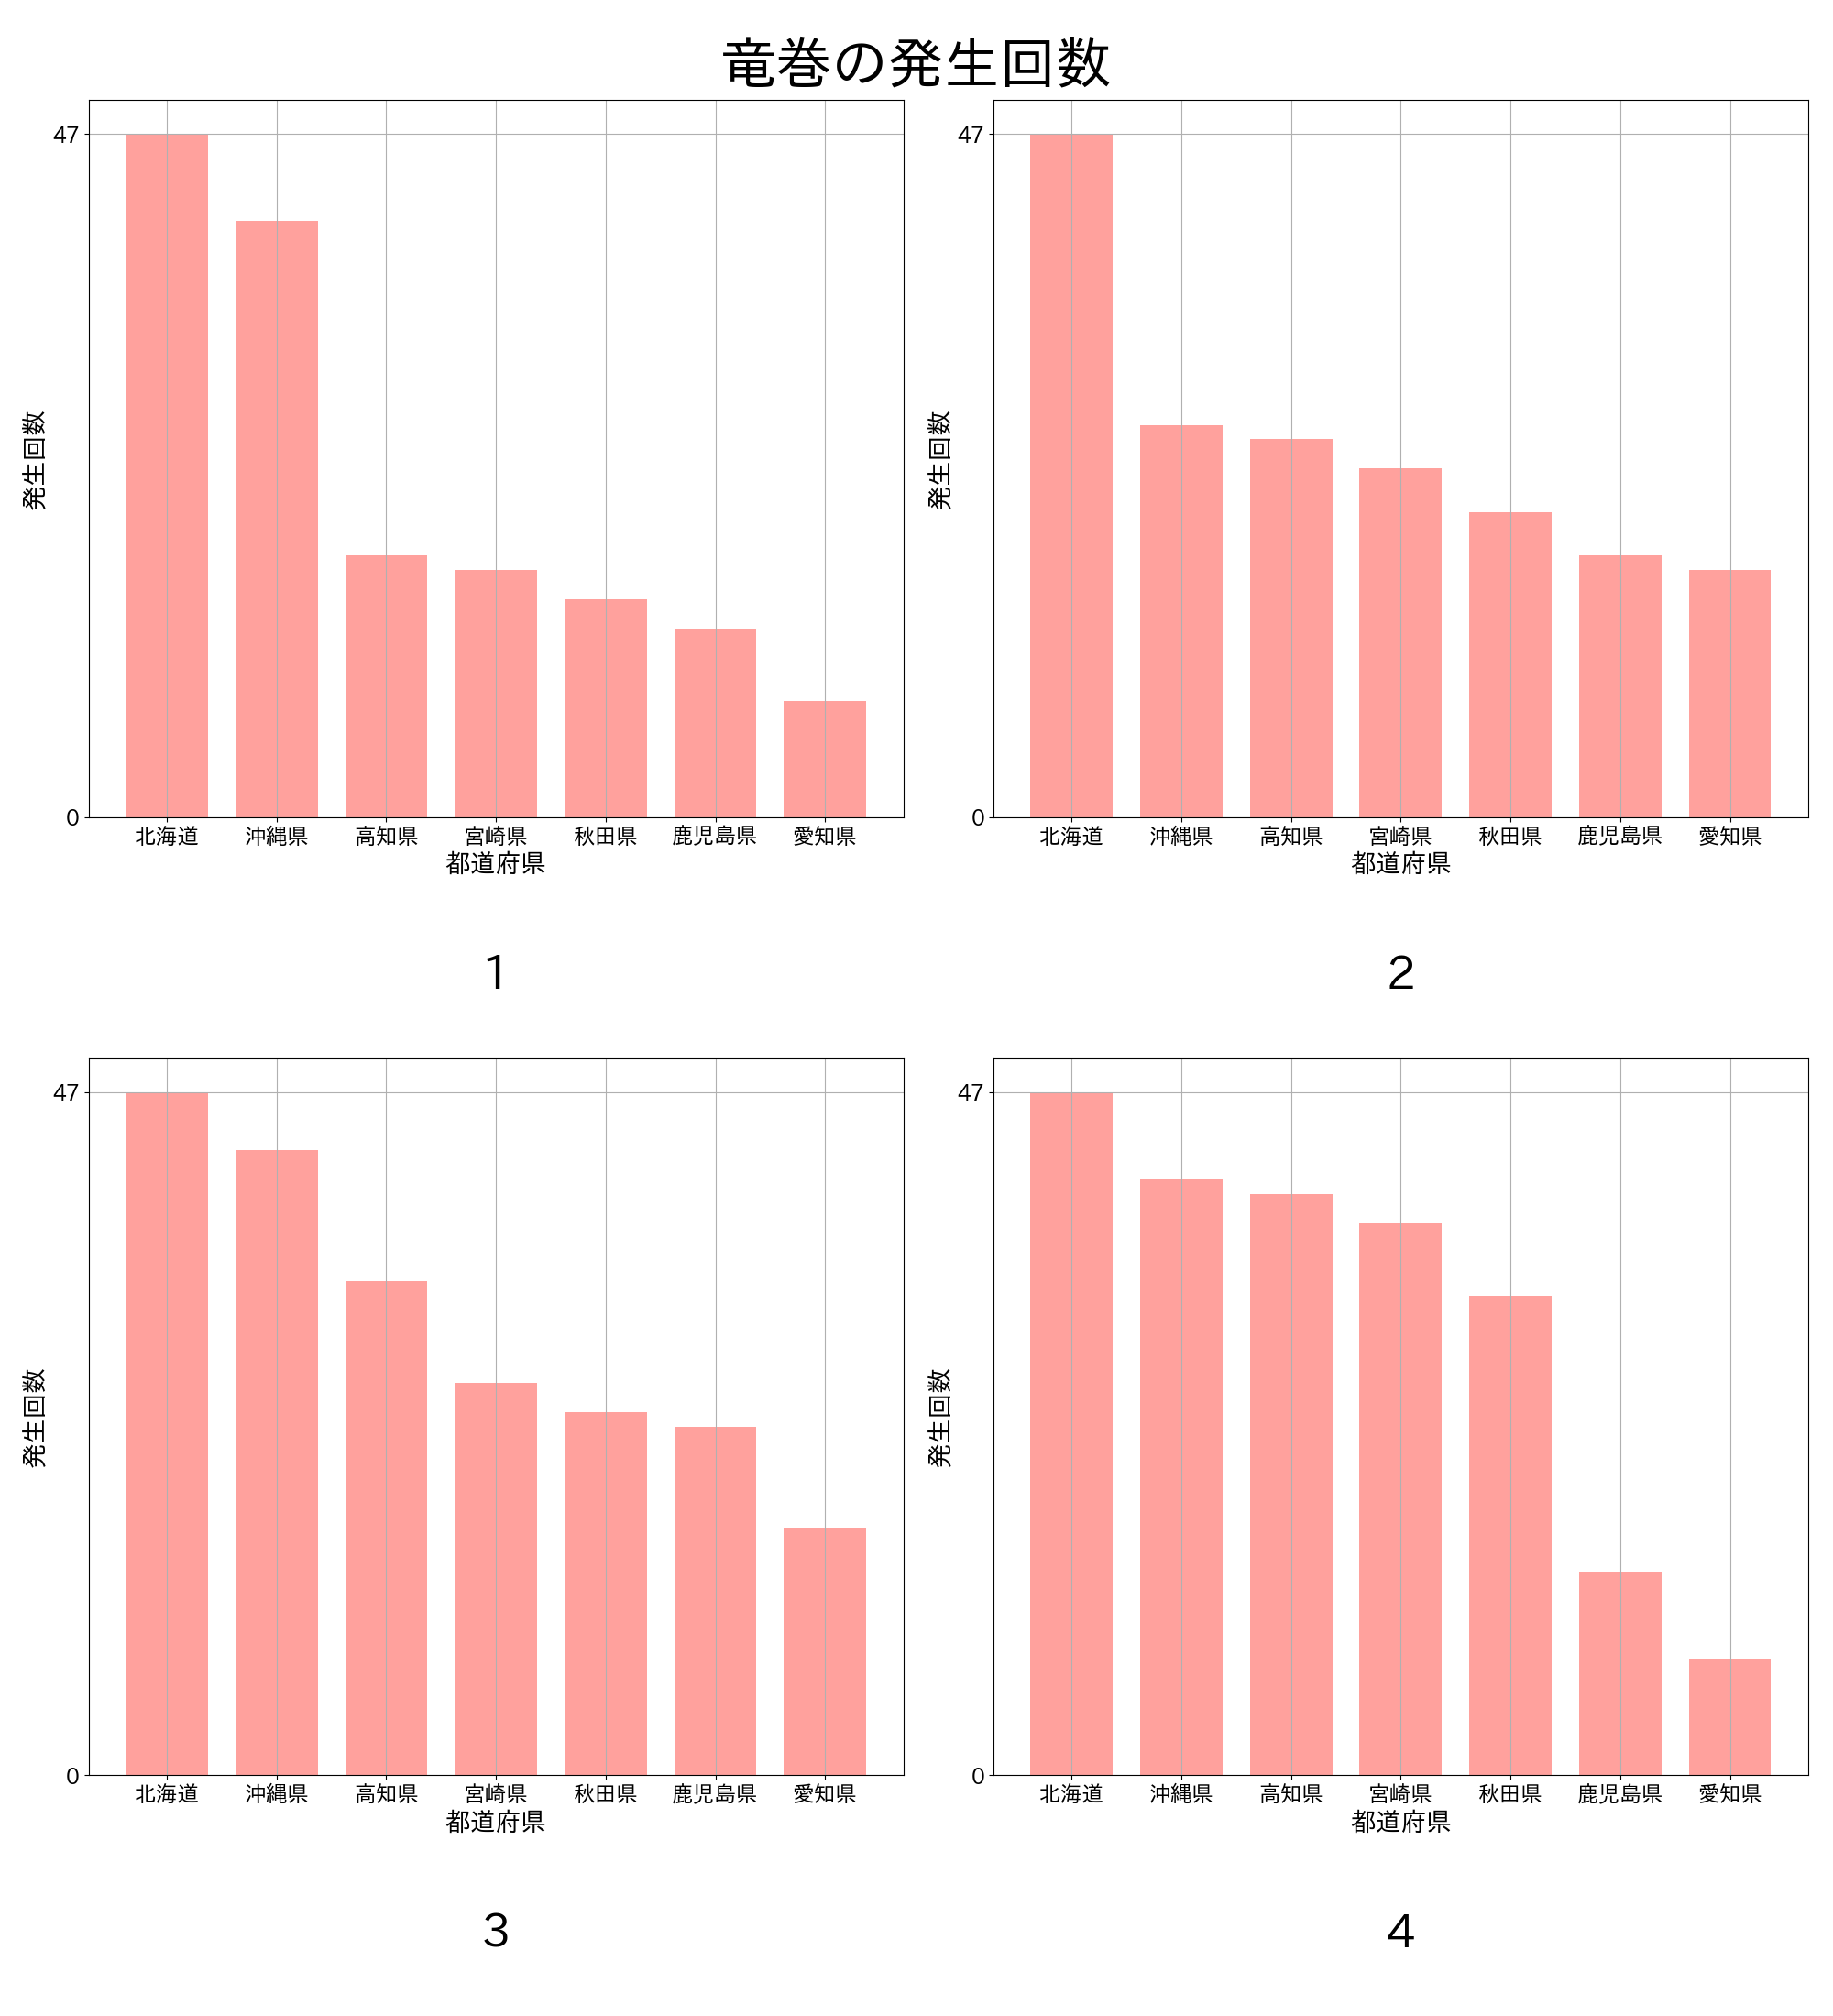 竜巻の発生回数
47
0
発生回数
北海道 沖縄県 高知県 宮崎県 秋田県 鹿児島県 愛知県
都道府県
1
47
0
発生回数
北海道 沖縄県 高知県 宮崎県 秋田県 鹿児島県 愛知県
都道府県
2
47
0
発生回数
北海道 沖縄県 高知県 宮崎県 秋田県 鹿児島県 愛知県
都道府県
3
47
0
発生回数
北海道 沖縄県 高知県 宮崎県 秋田県 鹿児島県 愛知県
都道府県
4